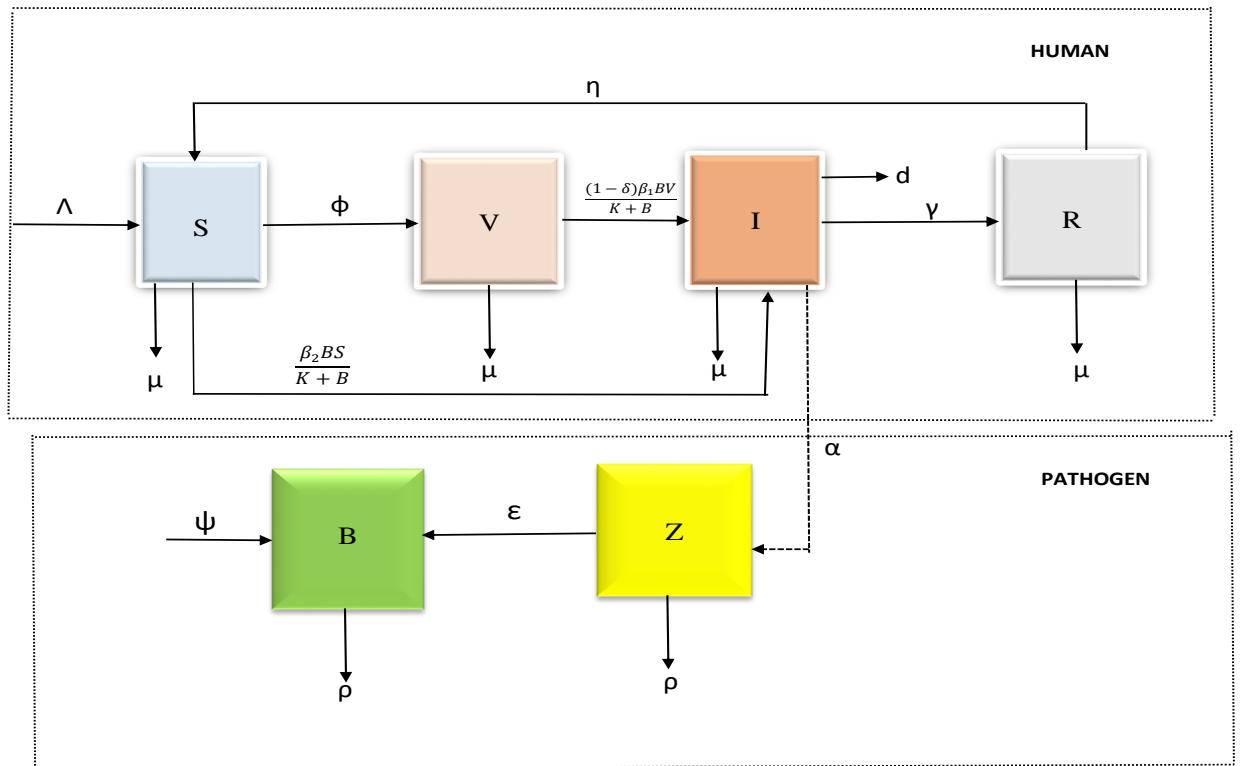 HUMAN
η
Λ
S
ϕ
V
(1 − δ)β₁BV
K + B
I
d
γ
R
μ
β₂BS
K + B
μ
μ
μ
α
PATHOGEN
ψ
B
ε
Z
ρ
ρ